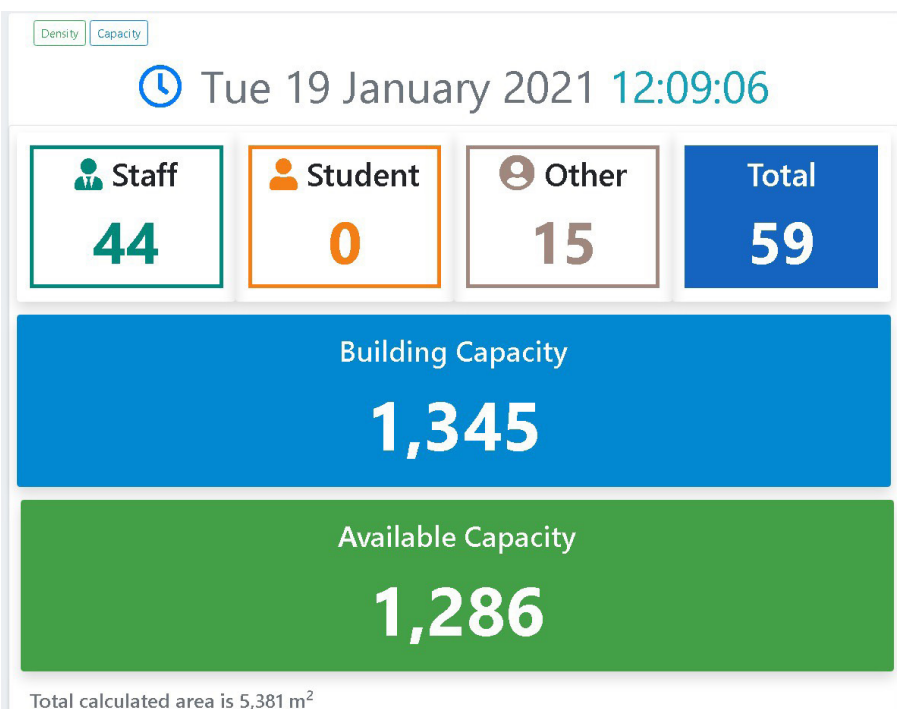 Density Capacity
Tue 19 January 2021 12:09:06
Staff Student Other Total
44 0 15 59
Building Capacity
1,345
Available Capacity
1,286
Total calculated area is 5,381 m²